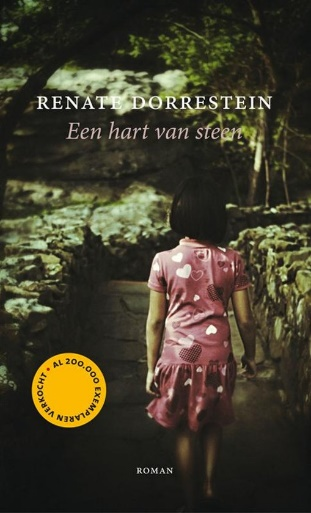 RENATE DORRESTEIN
Een hart van steen
AL 200.000 EXEMPLAREN VERKOCHT *
ROMAN